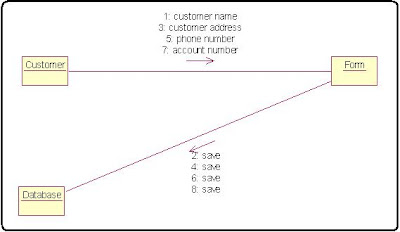 1: customer name
3: customer address
5: phone number
7: account number
Customer
Form
2: save
4: save
6: save
8: save
Database